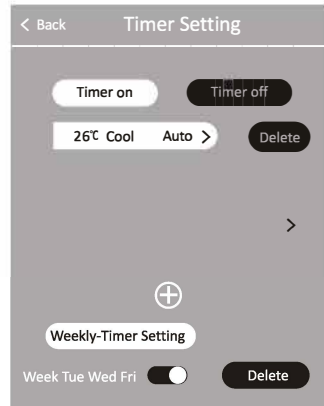 < Back Timer Setting
Timer on Timer off
26℃ Cool Auto > Delete
>
Weekly-Timer Setting
Week Tue Wed Fri Delete